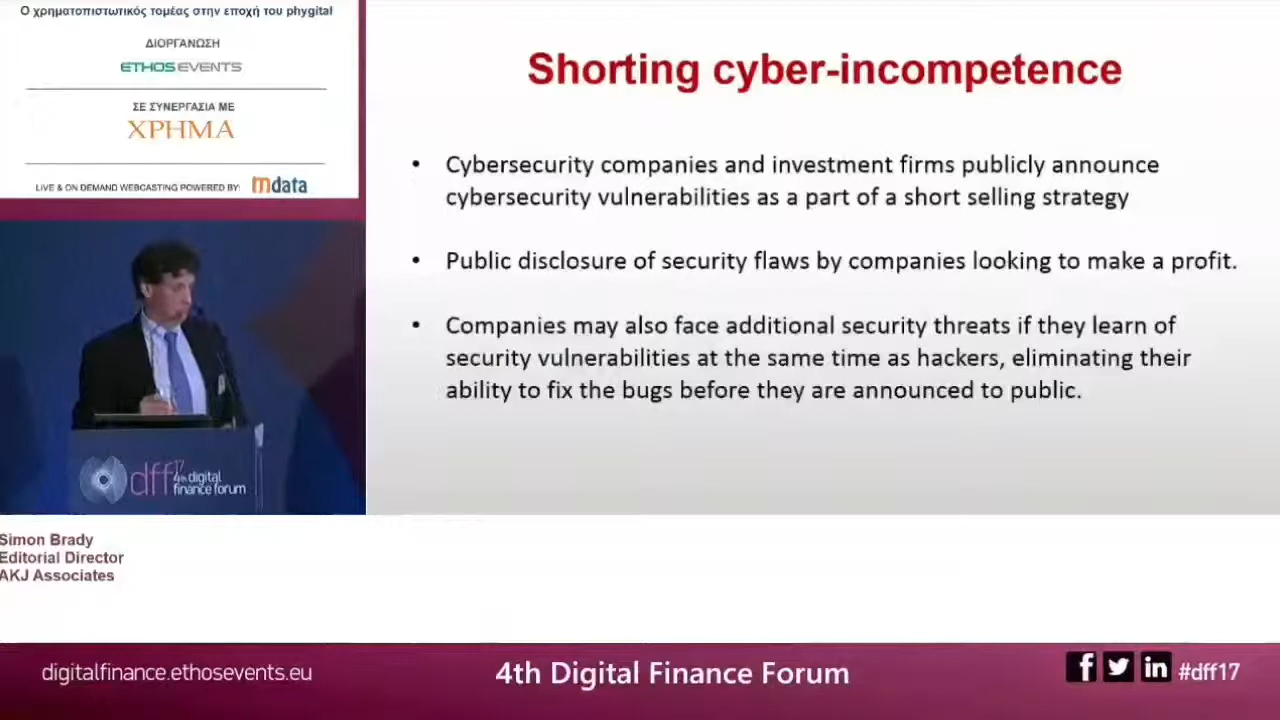 Ο χρηματοπιστωτικός τομέας στην εποχή του phygital
ΔΙΟΡΓΑΝΩΣΗ
ETHOSEVENTS
ΣΕ ΣΥΝΕΡΓΑΣΙΑ ΜΕ
ΧΡΗΜΑ
LIVE & ON DEMAND WEBCASTING POWERED BY: mdata
dff17
4th digital
finance forum
Simon Brady
Editorial Director
AKJ Associates
Shorting cyber-incompetence
• Cybersecurity companies and investment firms publicly announce
cybersecurity vulnerabilities as a part of a short selling strategy
• Public disclosure of security flaws by companies looking to make a profit.
• Companies may also face additional security threats if they learn of
security vulnerabilities at the same time as hackers, eliminating their
ability to fix the bugs before they are announced to public.
digitalfinance.ethosevents.eu
4th Digital Finance Forum
#dff17